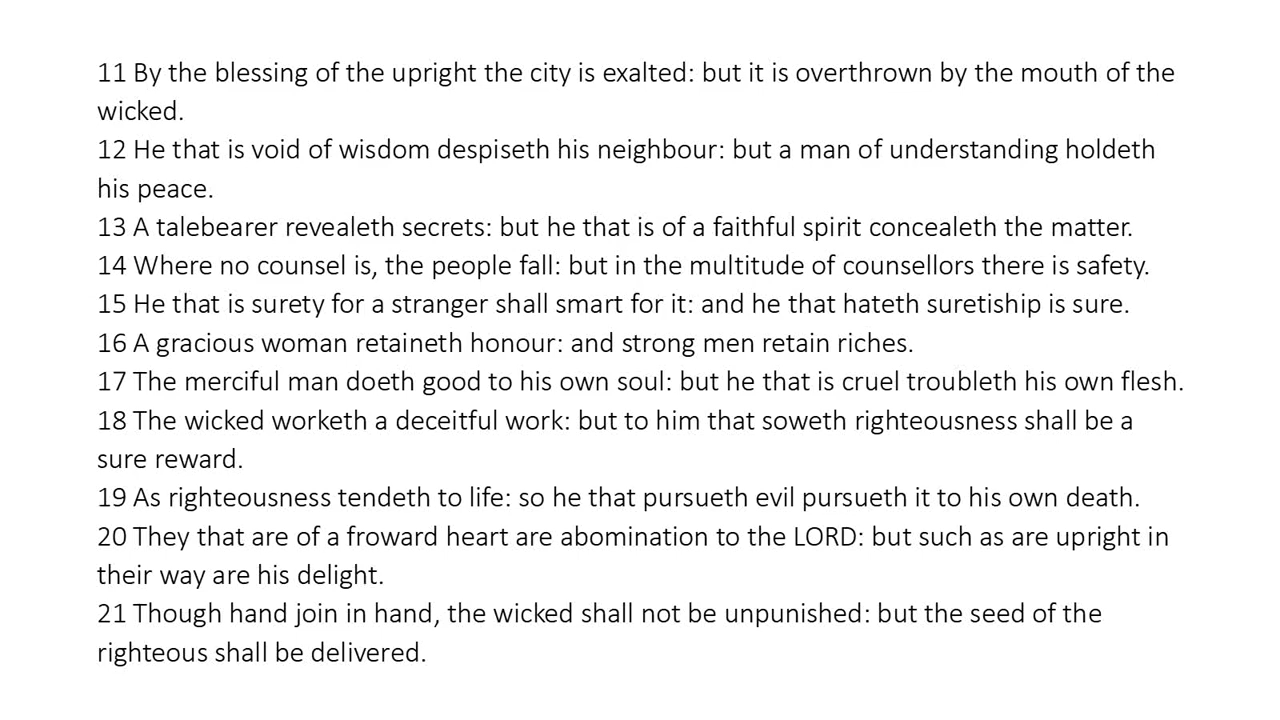 11 By the blessing of the upright the city is exalted: but it is overthrown by the mouth of the
wicked.
12 He that is void of wisdom despiseth his neighbour: but a man of understanding holdeth
his peace.
13 A talebearer revealeth secrets: but he that is of a faithful spirit concealeth the matter.
14 Where no counsel is, the people fall: but in the multitude of counsellors there is safety.
15 He that is surety for a stranger shall smart for it: and he that hateth suretiship is sure.
16 A gracious woman retaineth honour: and strong men retain riches.
17 The merciful man doeth good to his own soul: but he that is cruel troubleth his own flesh.
18 The wicked worketh a deceitful work: but to him that soweth righteousness shall be a
sure reward.
19 As righteousness tendeth to life: so he that pursueth evil pursueth it to his own death.
20 They that are of a froward heart are abomination to the LORD: but such as are upright in
their way are his delight.
21 Though hand join in hand, the wicked shall not be unpunished: but the seed of the
righteous shall be delivered.